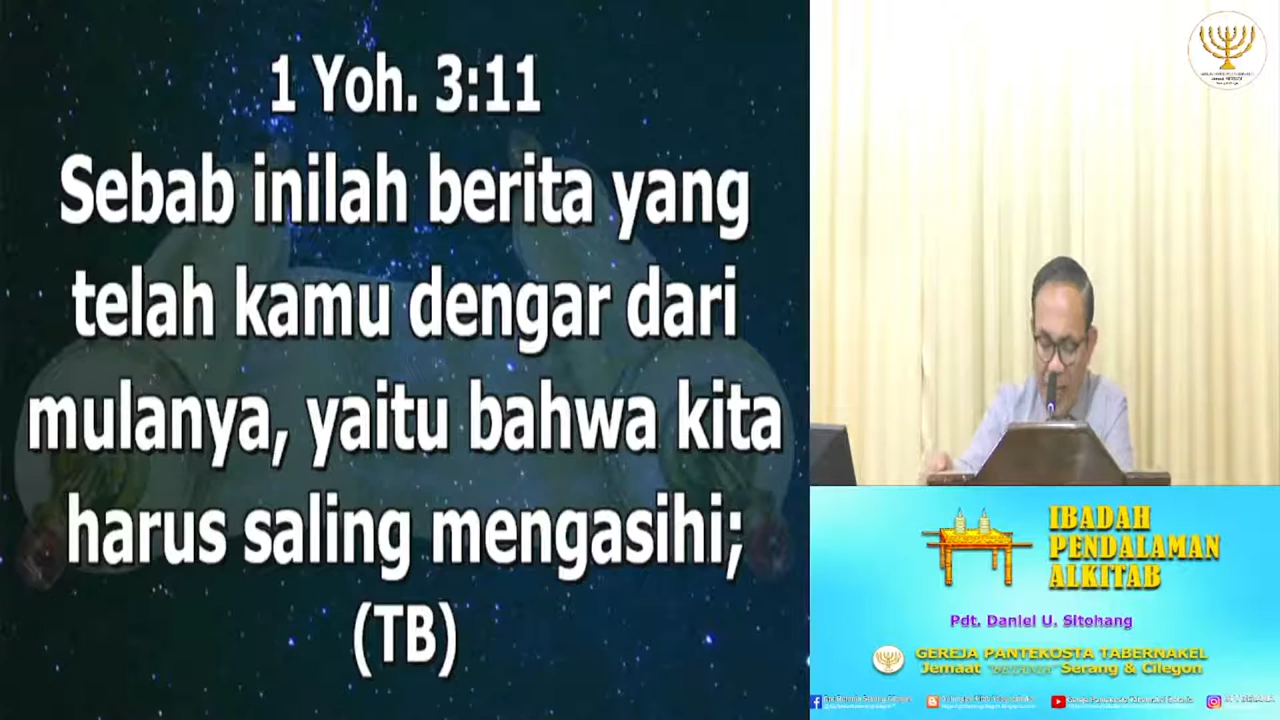 1 Yoh. 3:11
Sebab inilah berita yang
telah kamu dengar dari
mulanya, yaitu bahwa kita
harus saling mengasihi;
(TB)
IBADAH
PENDALAMAN
ALKITAB
Pdt. Daniel U. Sitohang
GEREJA PANTEKOSTA TABERNAKEL
Jemaat "BETANIA" Serang & Cilegon